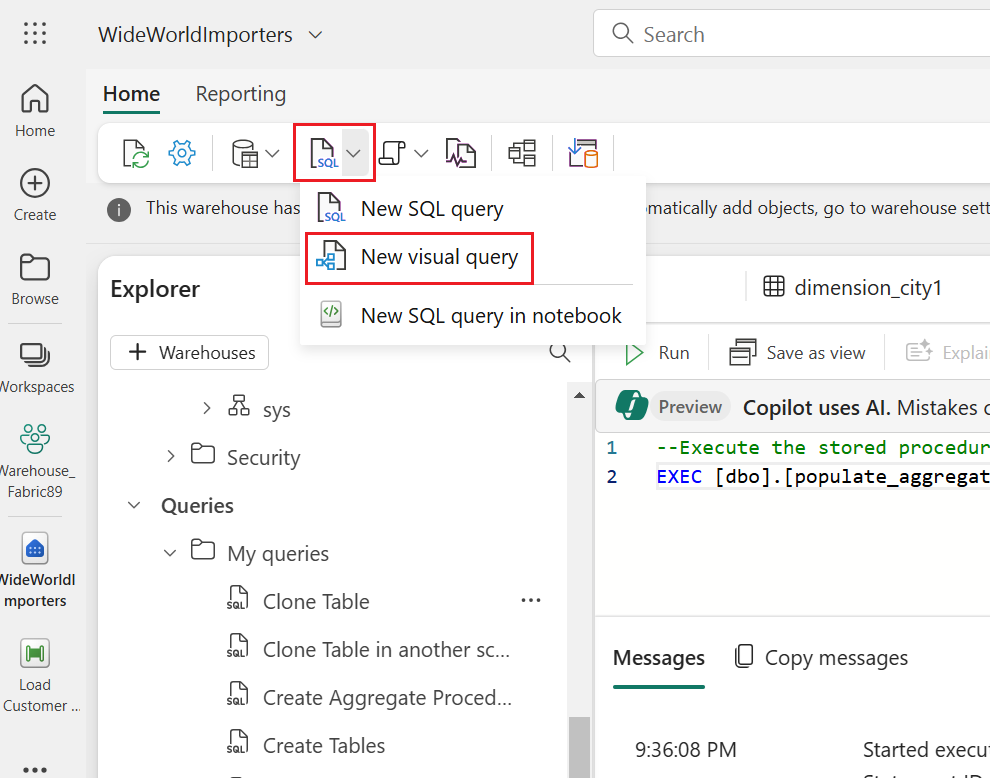 WideWorldImporters
Search
Home
Reporting
SQL
This warehouse has
matically add objects, go to warehouse sett
SQL New SQL query
New visual query
New SQL query in notebook
Home
Create
Browse
Workspaces
Warehouse_
Fabric89
WideWorldI
mporters
Load
Customer ...
Explorer
Warehouses
sys
Security
Queries
My queries
SQL Clone Table
SQL Clone Table in another sc...
SQL Create Aggregate Proced...
SQL Create Tables
dimension_city1
Run
Save as view
Explai
Preview Copilot uses AI. Mistakes
1 --Execute the stored procedur
2 EXEC [dbo].[populate_aggregat
Messages
Copy messages
9:36:08 PM Started execu